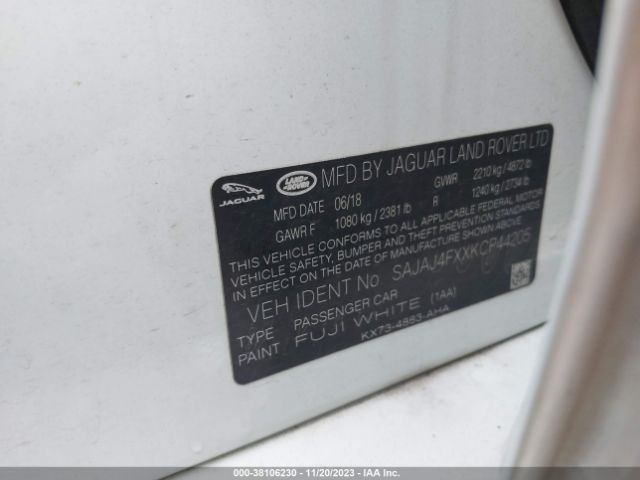 JAGUAR
LAND ROVER
MFD BY JAGUAR LAND ROVER LTD
MFD DATE 06/18 GVWR 2210 kg / 4872 lb
GAWR F 1080 kg / 2381 lb R 1240 kg / 2734 lb
THIS VEHICLE CONFORMS TO ALL APPLICABLE FEDERAL MOTOR
VEHICLE SAFETY, BUMPER AND THEFT PREVENTION STANDARDS
IN EFFECT ON THE DATE OF MANUFACTURE SHOWN ABOVE.
VEH IDENT No. SAJAJ4FXXKCP44205
TYPE PASSENGER CAR
PAINT FUJI WHITE (1AA)
KX73-4883-AHA
000-38106230 - 11/20/2023 - IAA Inc.